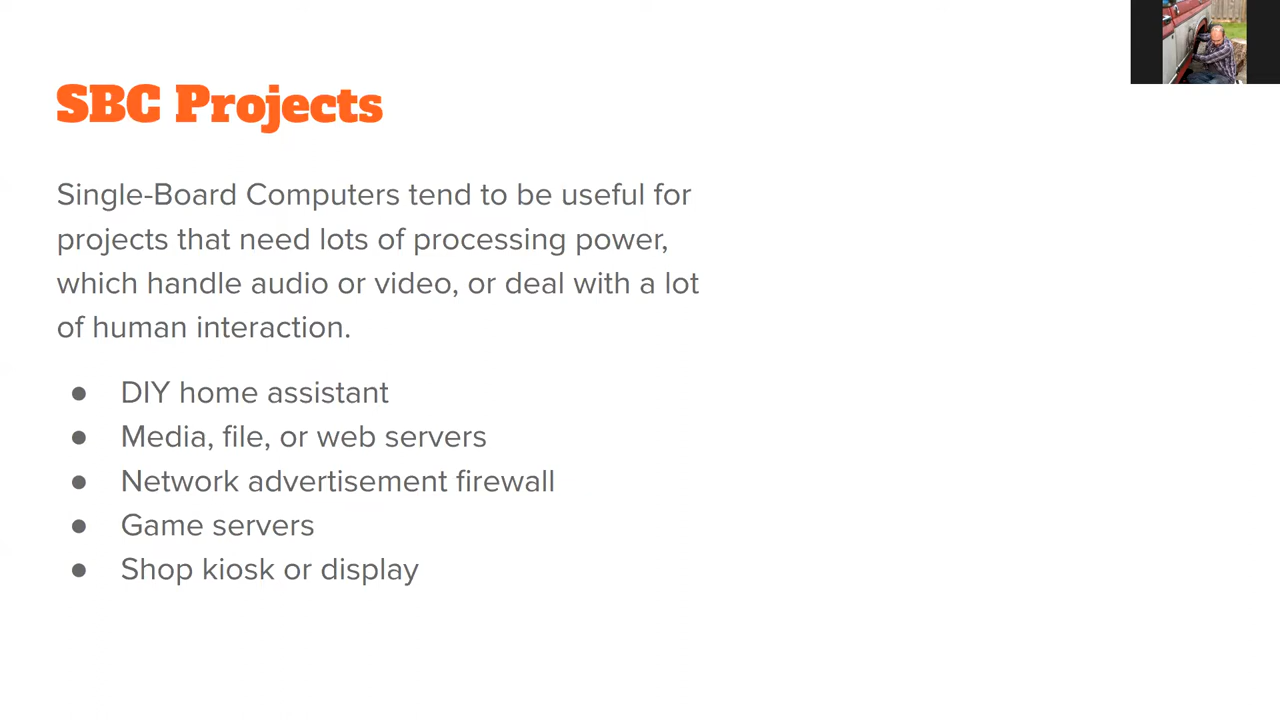 SBC Projects
Single-Board Computers tend to be useful for
projects that need lots of processing power,
which handle audio or video, or deal with a lot
of human interaction.
● DIY home assistant
● Media, file, or web servers
● Network advertisement firewall
● Game servers
● Shop kiosk or display